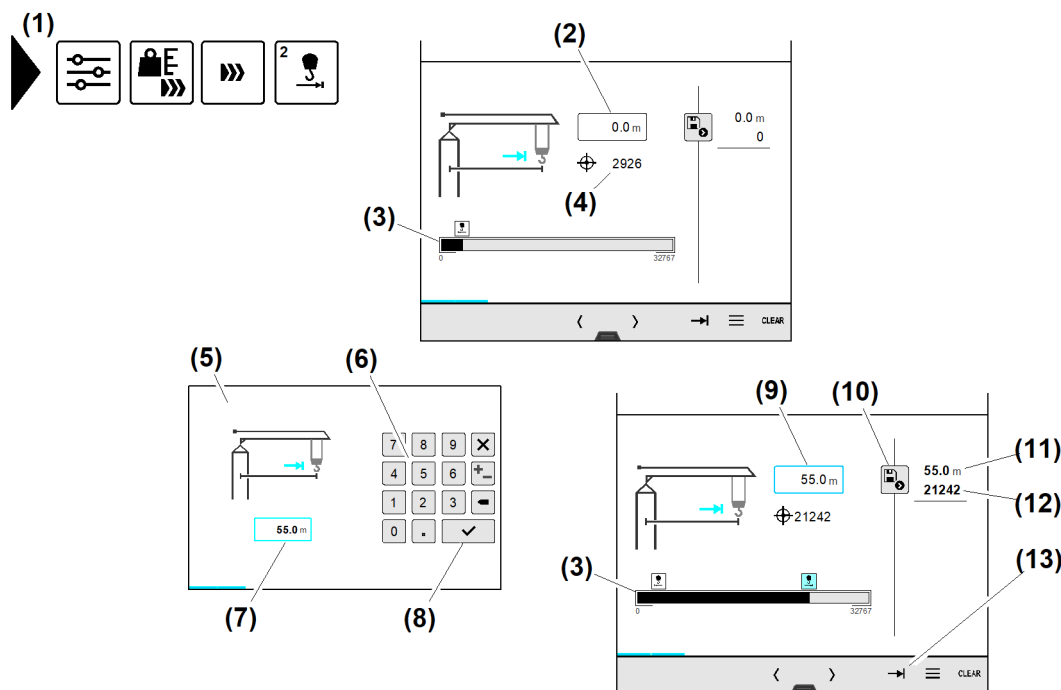 (1)
E
2
(2)
0.0 m
0.0 m
0
2926
(4)
(3)
0
32767
CLEAR
(5)
(6)
7 8 9
4 5 6
1 2 3
0 .
55.0 m
(7)
(8)
(9)
(10)
55.0 m
55.0 m
(11)
21242
(12)
21242
(3)
(13)
0
32767
CLEAR